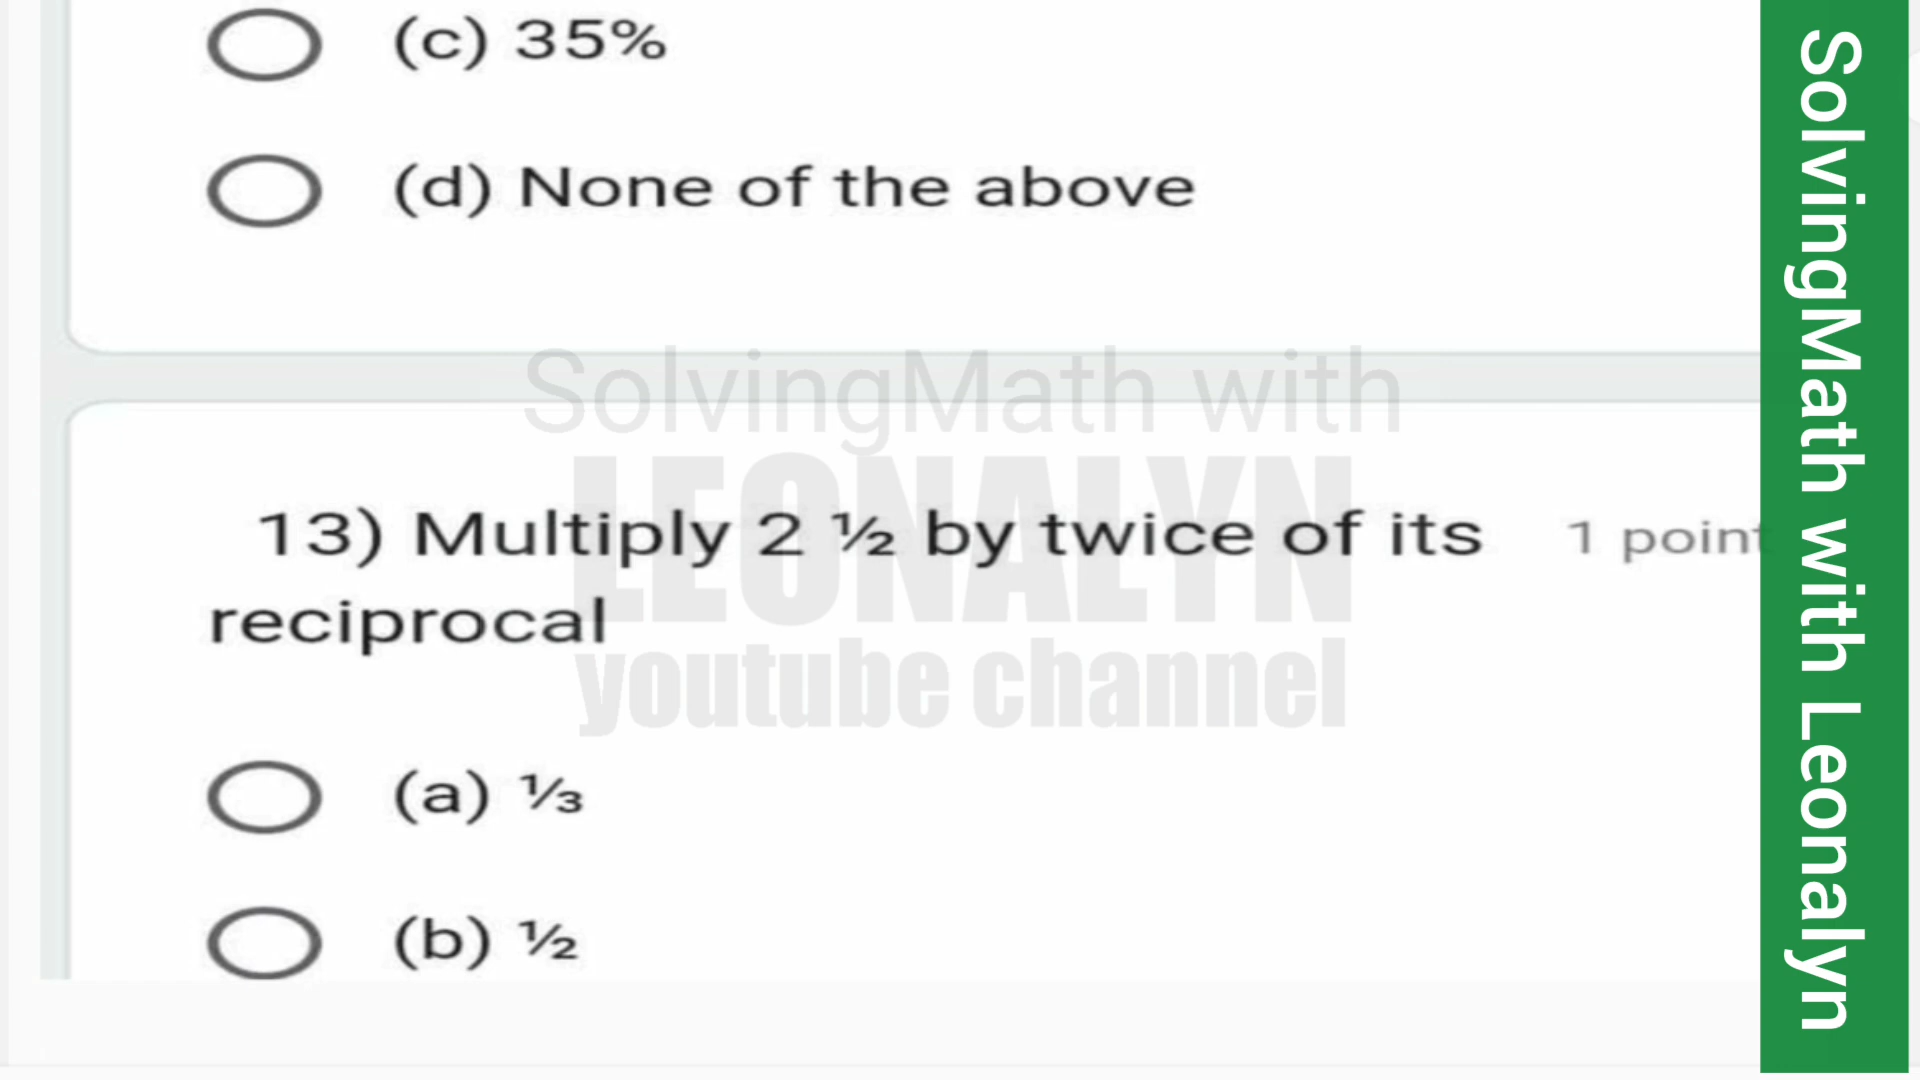 (c) 35%
(d) None of the above
SolvingMath with
LEONALYN
youtube channel
13) Multiply 2 ½ by twice of its
reciprocal
1 point
(a) ⅓
(b) ½
SolvingMath with Leonalyn